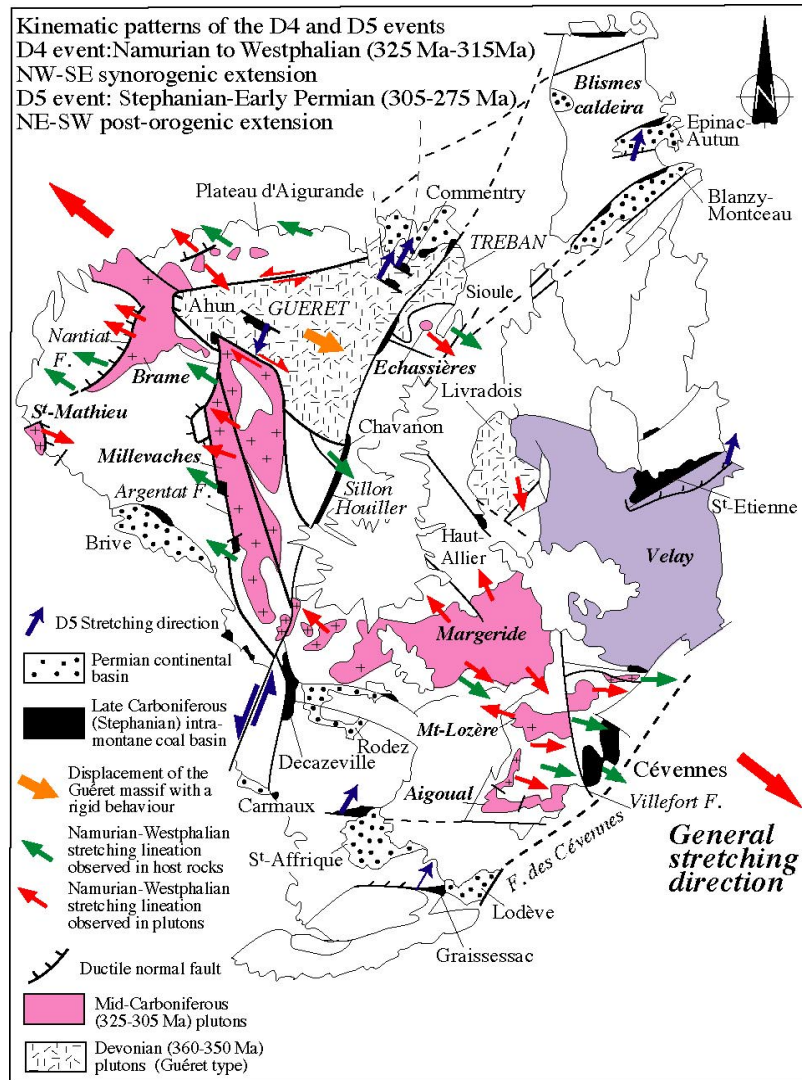 Kinematic patterns of the D4 and D5 events
D4 event:Namurian to Westphalian (325 Ma-315Ma)
NW-SE synorogenic extension
D5 event: Stephanian-Early Permian (305-275 Ma)
NE-SW post-orogenic extension
N
Blismes
caldeira
Epinac-
Autun
Blanzy-
Montceau
Plateau d'Aigurande
Commentry
TREBAN
Sioule
Ahun
GUERET
Nantiat
F.
Brame
Echassières
Livradois
St-Mathieu
Millevaches
Chavanon
Argentat F.
Sillon
Houiller
St-Etienne
Brive
Haut-
Allier
Velay
Margeride
D5 Stretching direction
Permian continental
basin
Late Carboniferous
(Stephanian) intra-
montane coal basin
Mt-Lozère
Rodez
Decazeville
Cévennes
Displacement of the
Guéret massif with a
rigid behaviour
Carmaux
Aigoual
Villefort F.
Namurian-Westphalian
stretching lineation
observed in host rocks
St-Affrique
F. des Cévennes
General
stretching
direction
Namurian-Westphalian
stretching lineation
observed in plutons
Lodève
Graissessac
Ductile normal fault
Mid-Carboniferous
(325-305 Ma) plutons
Devonian (360-350 Ma)
plutons (Guéret type)